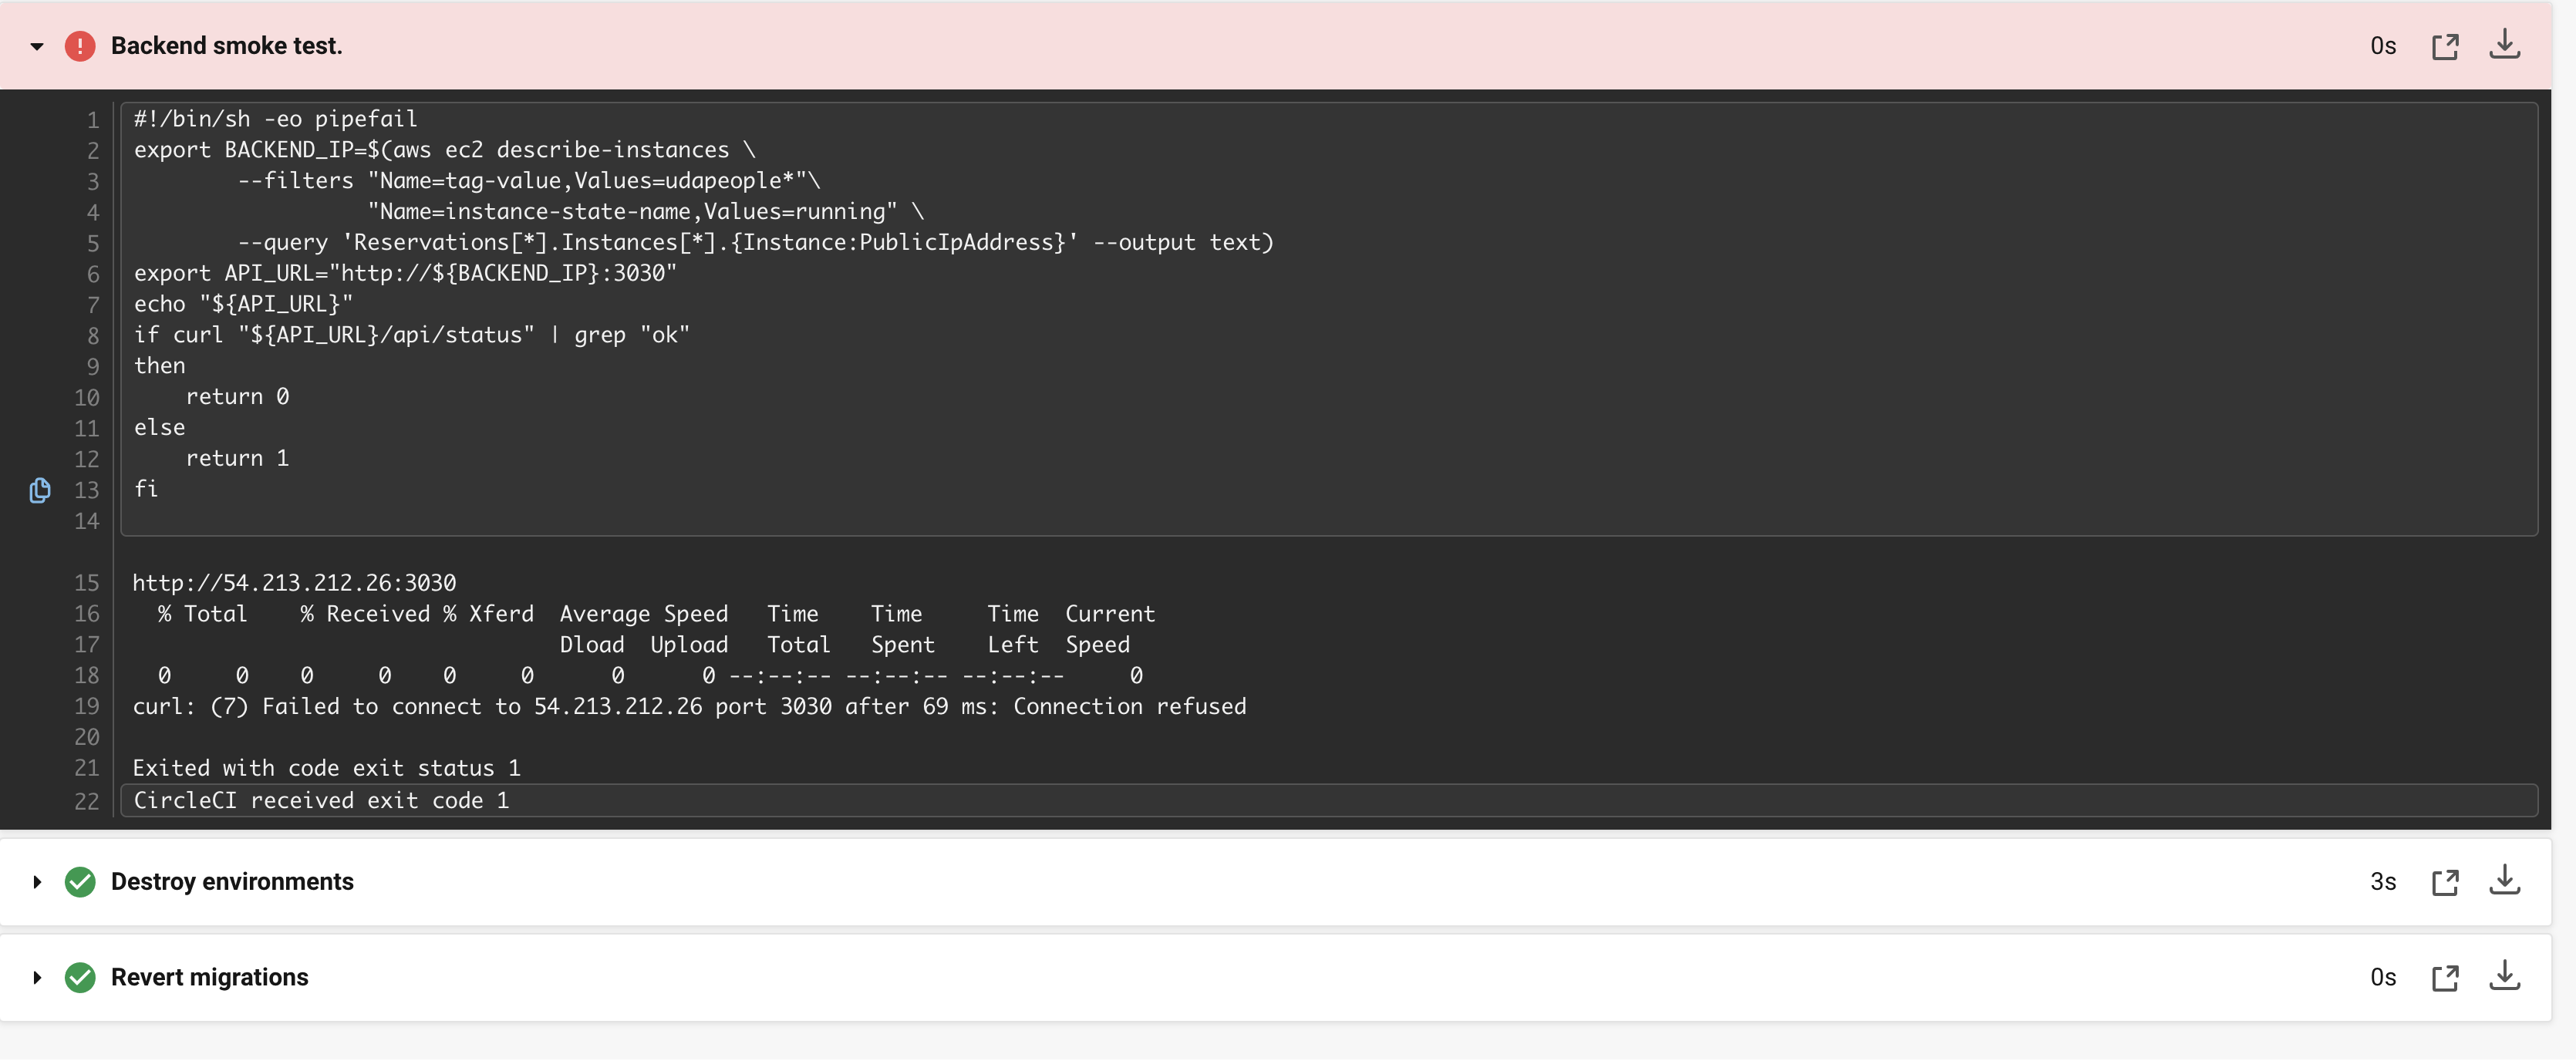 Backend smoke test.
0s
1 #!/bin/sh -eo pipefail
2 export BACKEND_IP=$(aws ec2 describe-instances \
3         --filters "Name=tag-value,Values=udapeople*"\
4                   "Name=instance-state-name,Values=running" \
5         --query 'Reservations[*].Instances[*].{Instance:PublicIpAddress}' --output text)
6 export API_URL="http://${BACKEND_IP}:3030"
7 echo "${API_URL}"
8 if curl "${API_URL}/api/status" | grep "ok"
9 then
10     return 0
11 else
12     return 1
13 fi
14
15 http://54.213.212.26:3030
16   % Total    % Received % Xferd  Average Speed   Time    Time     Time  Current
17                                  Dload  Upload   Total   Spent    Left  Speed
18   0     0    0     0    0     0      0      0 --:--:-- --:--:-- --:--:--     0
19 curl: (7) Failed to connect to 54.213.212.26 port 3030 after 69 ms: Connection refused
20
21 Exited with code exit status 1
22 CircleCI received exit code 1
Destroy environments
3s
Revert migrations
0s